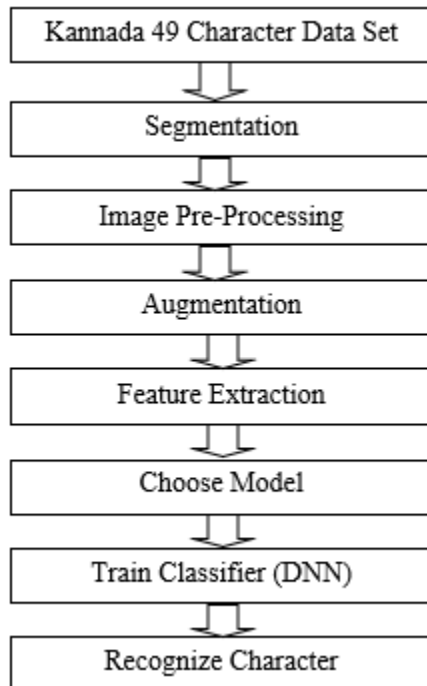 Kannada 49 Character Data Set
Segmentation
Image Pre-Processing
Augmentation
Feature Extraction
Choose Model
Train Classifier (DNN)
Recognize Character